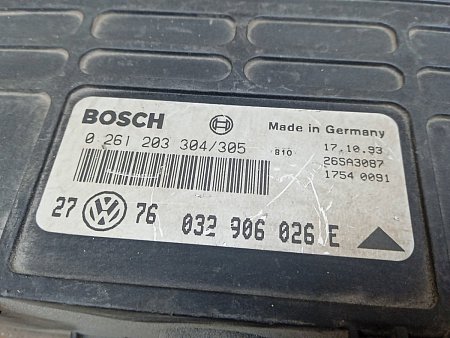 BOSCH Made in Germany
0 261 203 304/305 810 17.10.93
26SA3087
1754 0091
27 VW 76 032 906 026 E